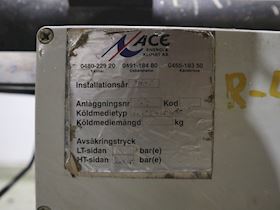 ACE
ENERGI &
KLIMAT AB
0480-229 20 0491-184 80 0455-183 50
Kalmar Oskarshamn Karlskrona
Installationsår
Anläggningsnr Kod
Köldmedietyp
Köldmediemängd kg
Avsäkringstryck
LT-sidan bar(e)
HT-sidan bar(e)